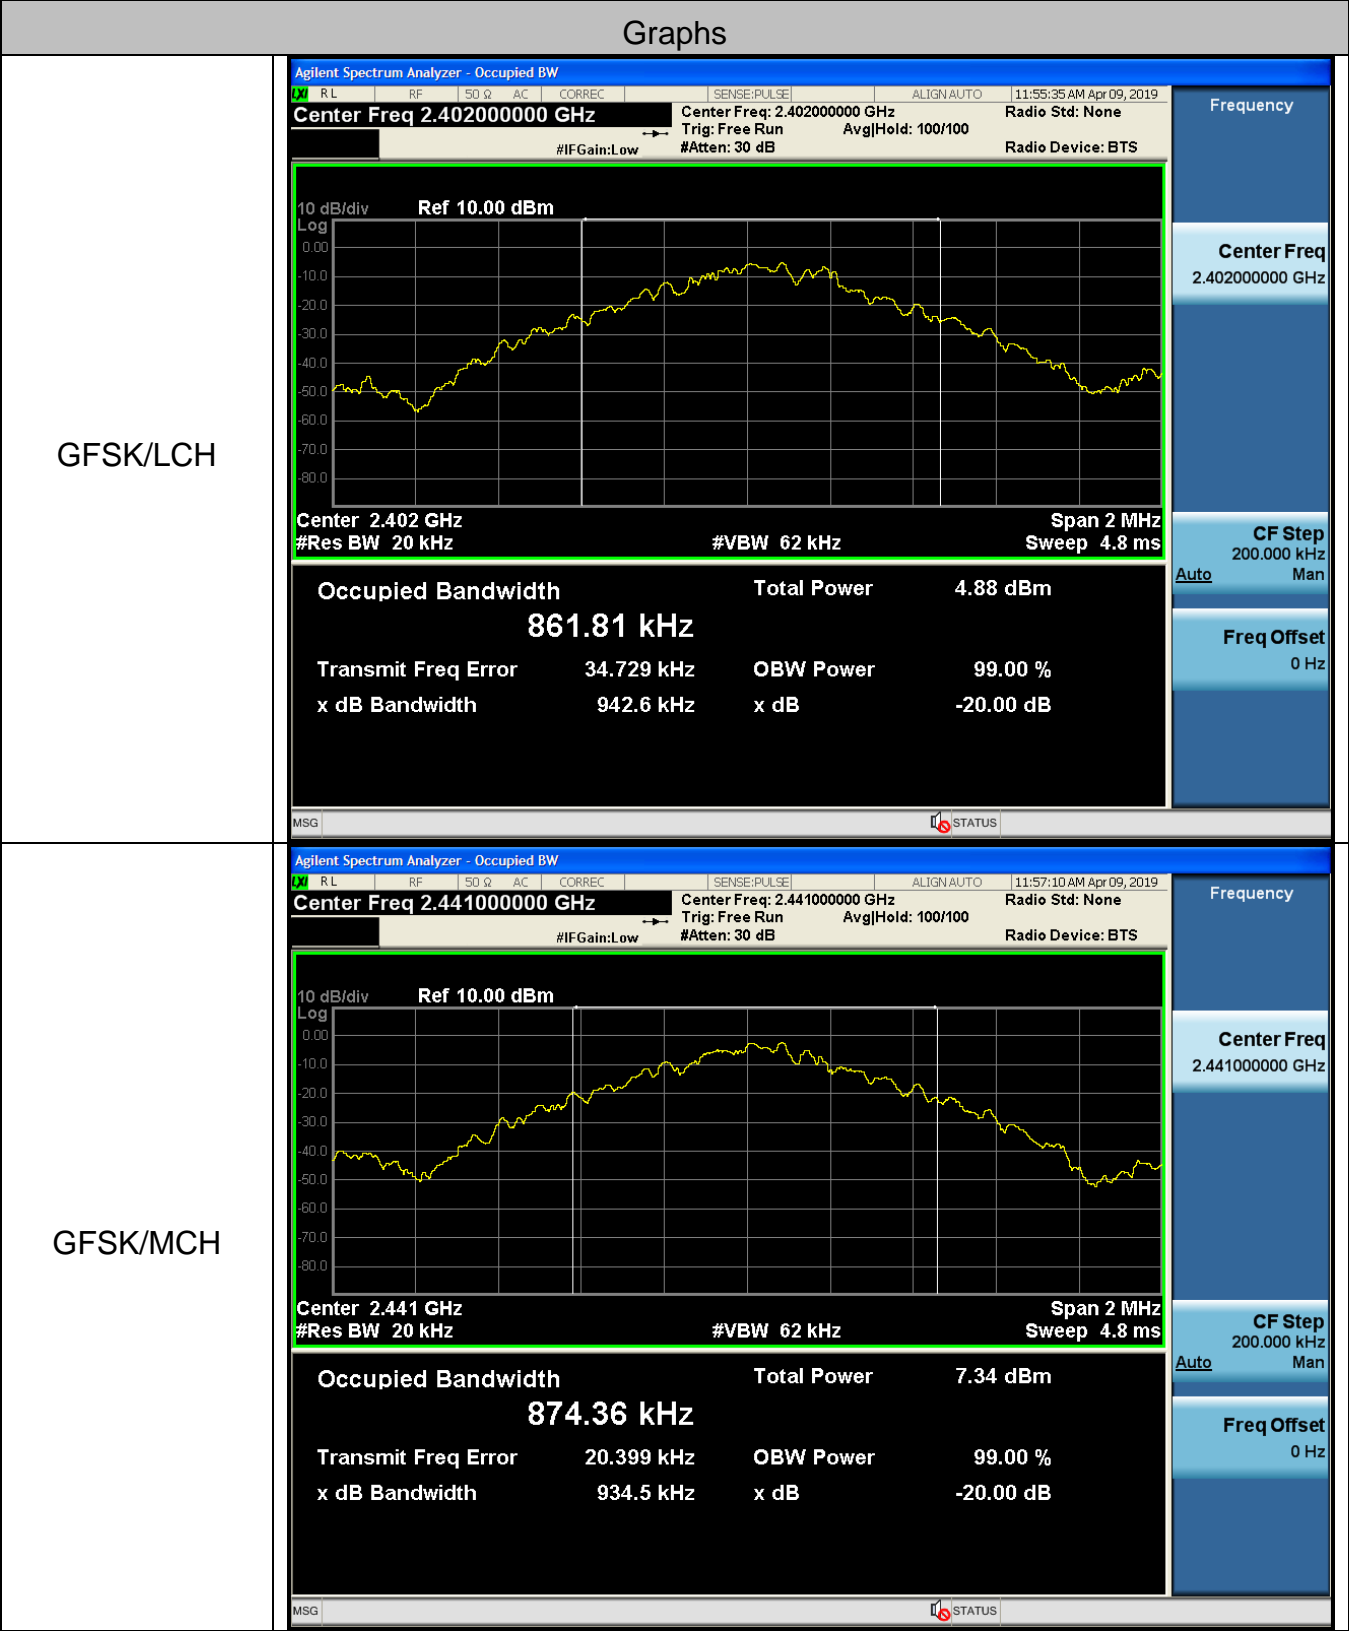 Graphs
GFSK/LCH
Agilent Spectrum Analyzer - Occupied BW
LXI RL RF 50 Ω AC CORREC SENSE:PULSE ALIGN AUTO 11:55:35 AM Apr 09, 2019
Center Freq 2.402000000 GHz
Center Freq: 2.402000000 GHz Radio Std: None
Trig: Free Run Avg|Hold: 100/100
#IFGain:Low #Atten: 30 dB Radio Device: BTS
10 dB/div Ref 10.00 dBm
Log
0.00
-10.0
-20.0
-30.0
-40.0
-50.0
-60.0
-70.0
-80.0
Center 2.402 GHz Span 2 MHz
#Res BW 20 kHz #VBW 62 kHz Sweep 4.8 ms
Occupied Bandwidth Total Power 4.88 dBm
861.81 kHz
Transmit Freq Error 34.729 kHz OBW Power 99.00 %
x dB Bandwidth 942.6 kHz x dB -20.00 dB
MSG STATUS
Frequency
Center Freq
2.402000000 GHz
CF Step
200.000 kHz
Auto Man
Freq Offset
0 Hz
GFSK/MCH
Agilent Spectrum Analyzer - Occupied BW
LXI RL RF 50 Ω AC CORREC SENSE:PULSE ALIGN AUTO 11:57:10 AM Apr 09, 2019
Center Freq 2.441000000 GHz
Center Freq: 2.441000000 GHz Radio Std: None
Trig: Free Run Avg|Hold: 100/100
#IFGain:Low #Atten: 30 dB Radio Device: BTS
10 dB/div Ref 10.00 dBm
Log
0.00
-10.0
-20.0
-30.0
-40.0
-50.0
-60.0
-70.0
-80.0
Center 2.441 GHz Span 2 MHz
#Res BW 20 kHz #VBW 62 kHz Sweep 4.8 ms
Occupied Bandwidth Total Power 7.34 dBm
874.36 kHz
Transmit Freq Error 20.399 kHz OBW Power 99.00 %
x dB Bandwidth 934.5 kHz x dB -20.00 dB
MSG STATUS
Frequency
Center Freq
2.441000000 GHz
CF Step
200.000 kHz
Auto Man
Freq Offset
0 Hz